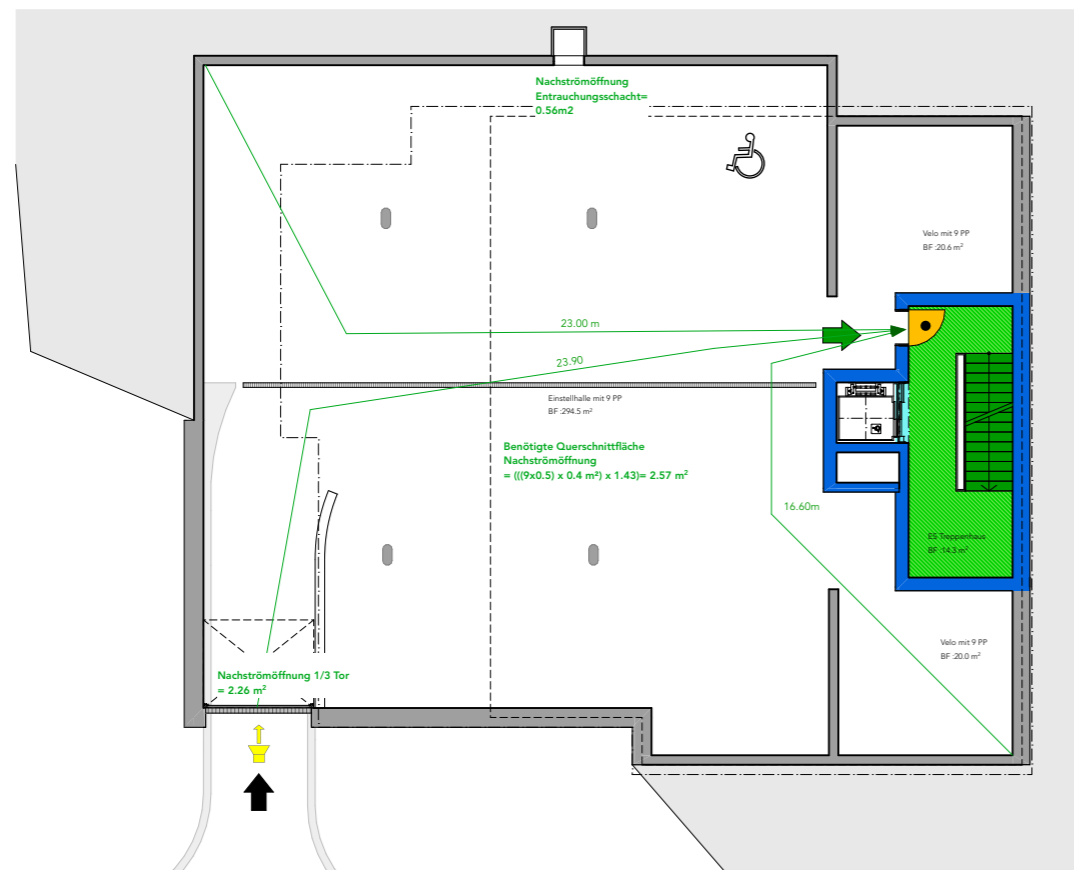 Nachströmöffnung
Entrauchungsschacht=
0.56m2
Velo mit 9 PP
BF :20.6 m²
23.00 m
23.90
Einstellhalle mit 9 PP
BF :294.5 m²
Benötigte Querschnittfläche
Nachströmöffnung
= (((9x0.5) x 0.4 m²) x 1.43)= 2.57 m²
16.60m
ES Treppenhaus
BF :14.3 m²
Velo mit 9 PP
BF :20.0 m²
Nachströmöffnung 1/3 Tor
= 2.26 m²